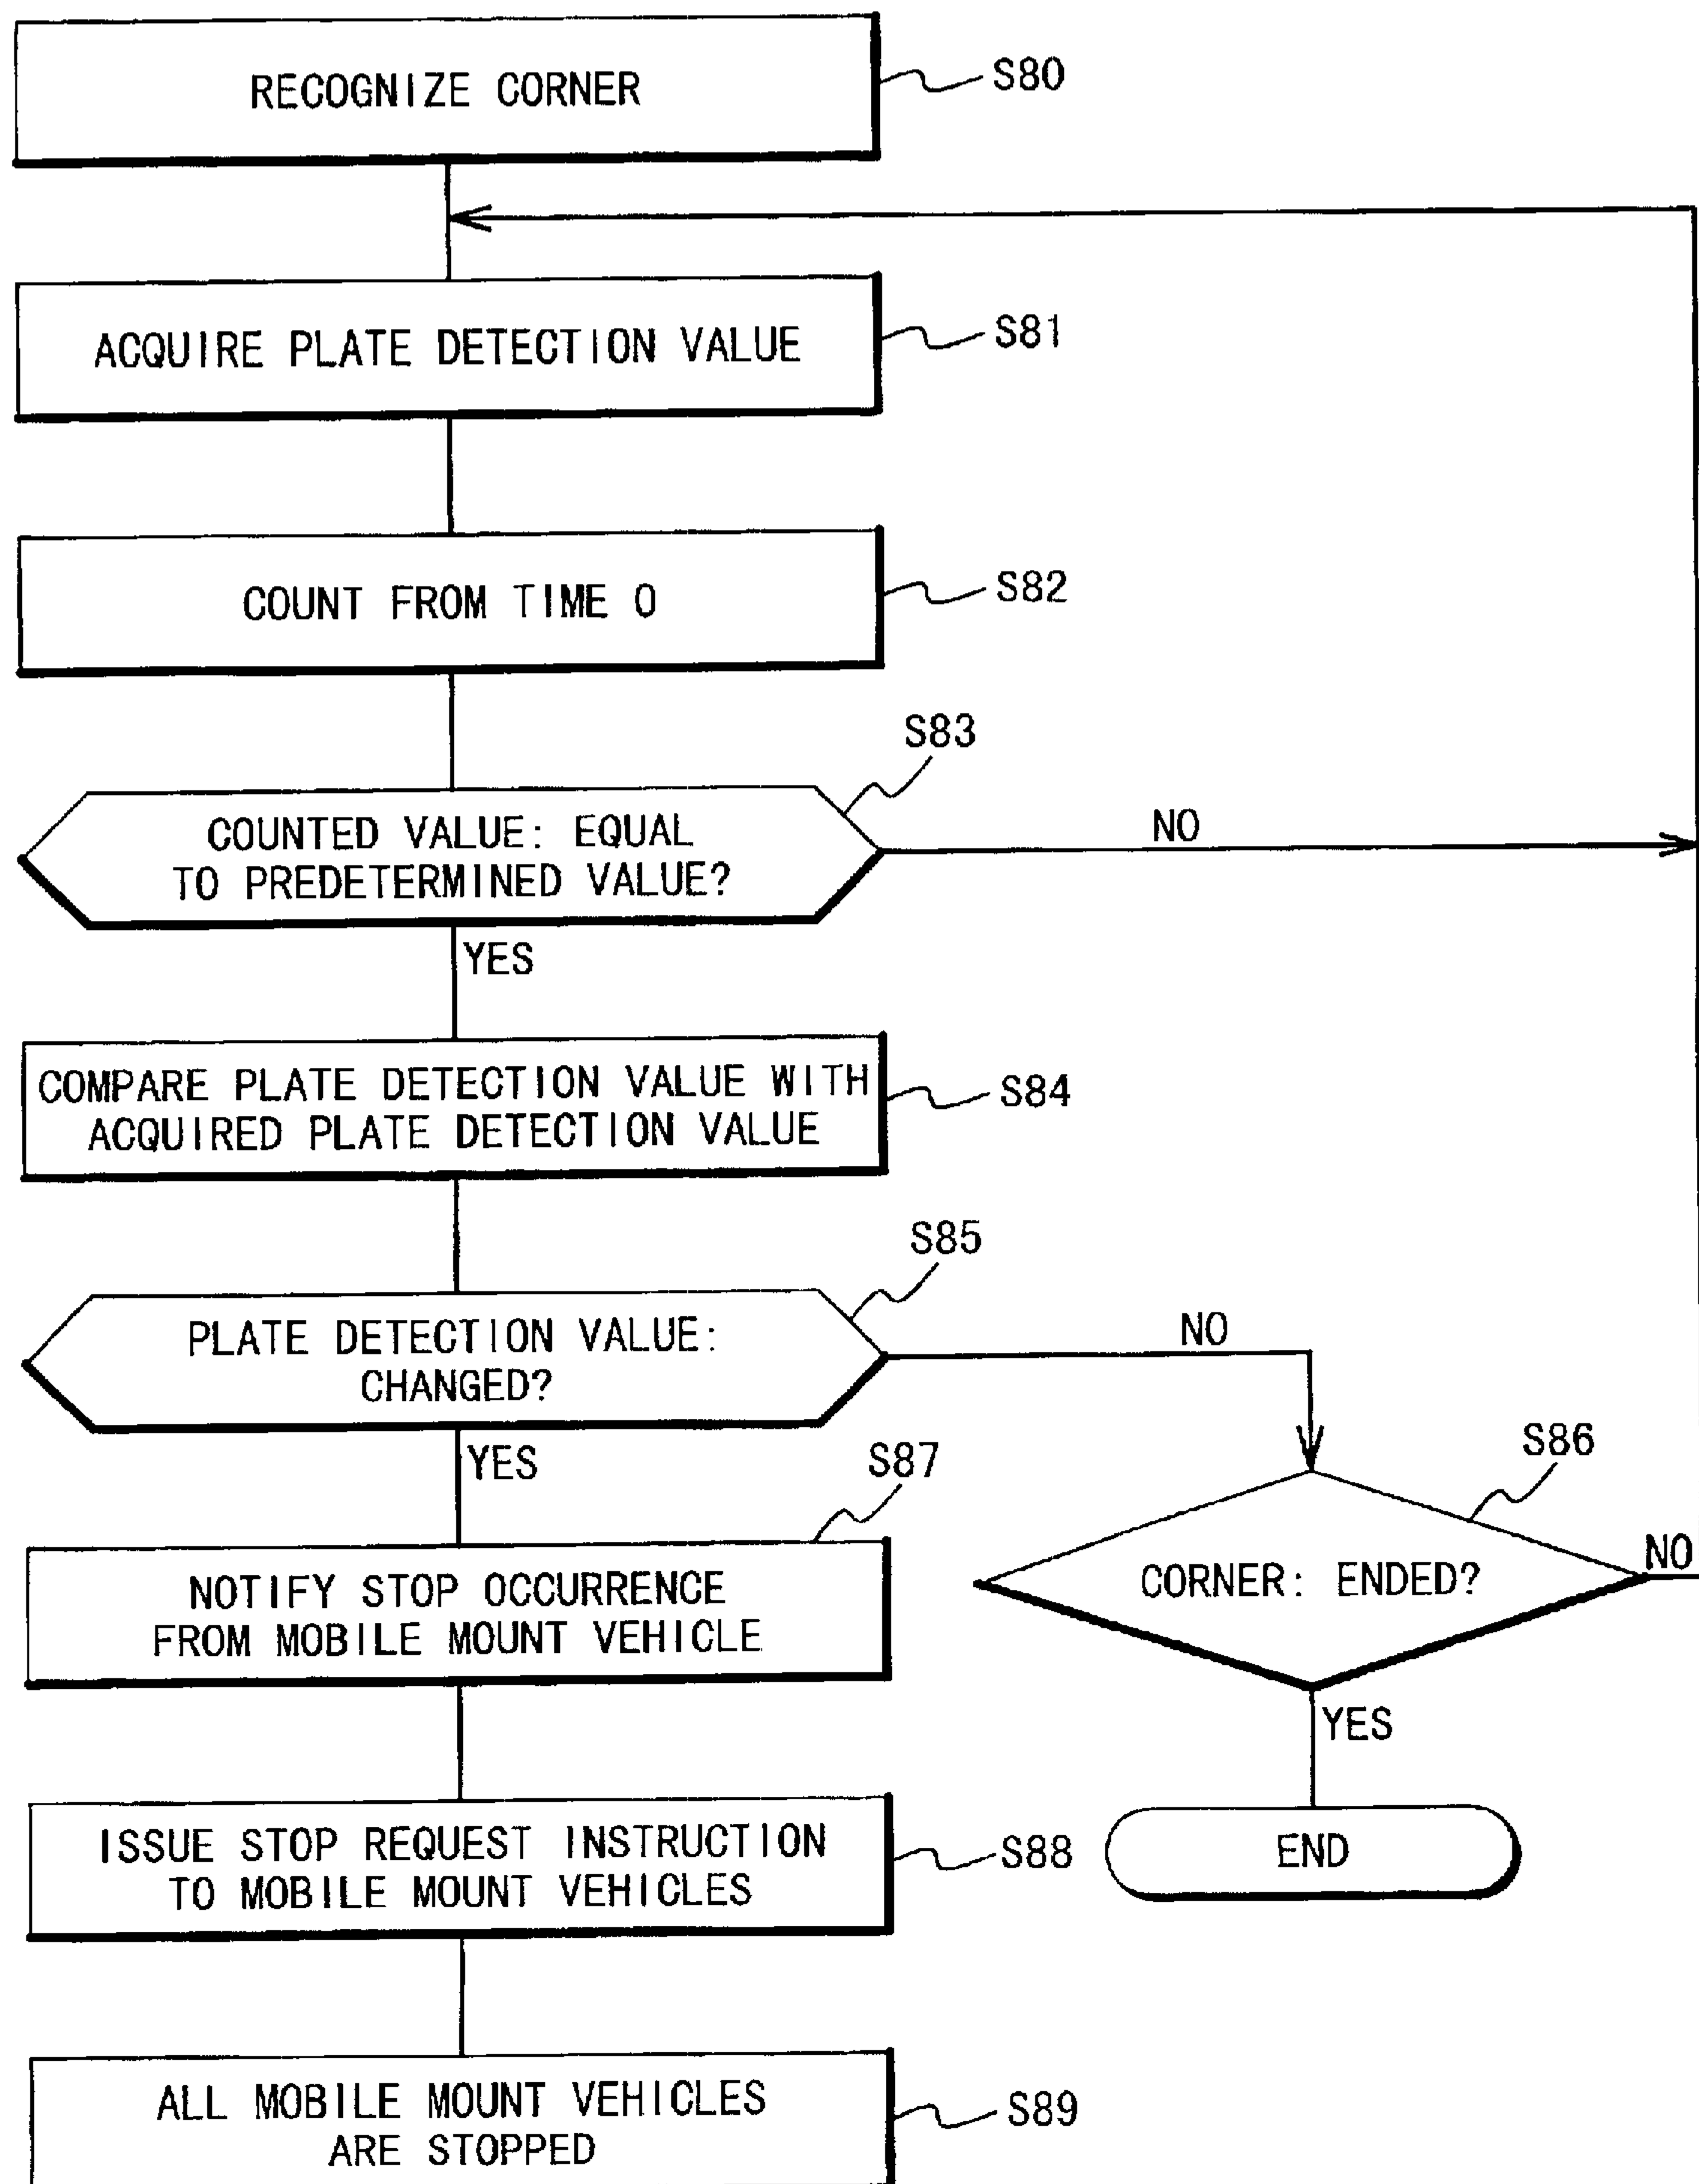 RECOGNIZE CORNER
S80
ACQUIRE PLATE DETECTION VALUE
S81
COUNT FROM TIME 0
S82
S83
COUNTED VALUE: EQUAL
TO PREDETERMINED VALUE?
NO
YES
COMPARE PLATE DETECTION VALUE WITH
ACQUIRED PLATE DETECTION VALUE
S84
S85
PLATE DETECTION VALUE:
CHANGED?
NO
YES
S87
S86
NOTIFY STOP OCCURRENCE
FROM MOBILE MOUNT VEHICLE
CORNER: ENDED?
NO
YES
ISSUE STOP REQUEST INSTRUCTION
TO MOBILE MOUNT VEHICLES
S88
END
ALL MOBILE MOUNT VEHICLES
ARE STOPPED
S89